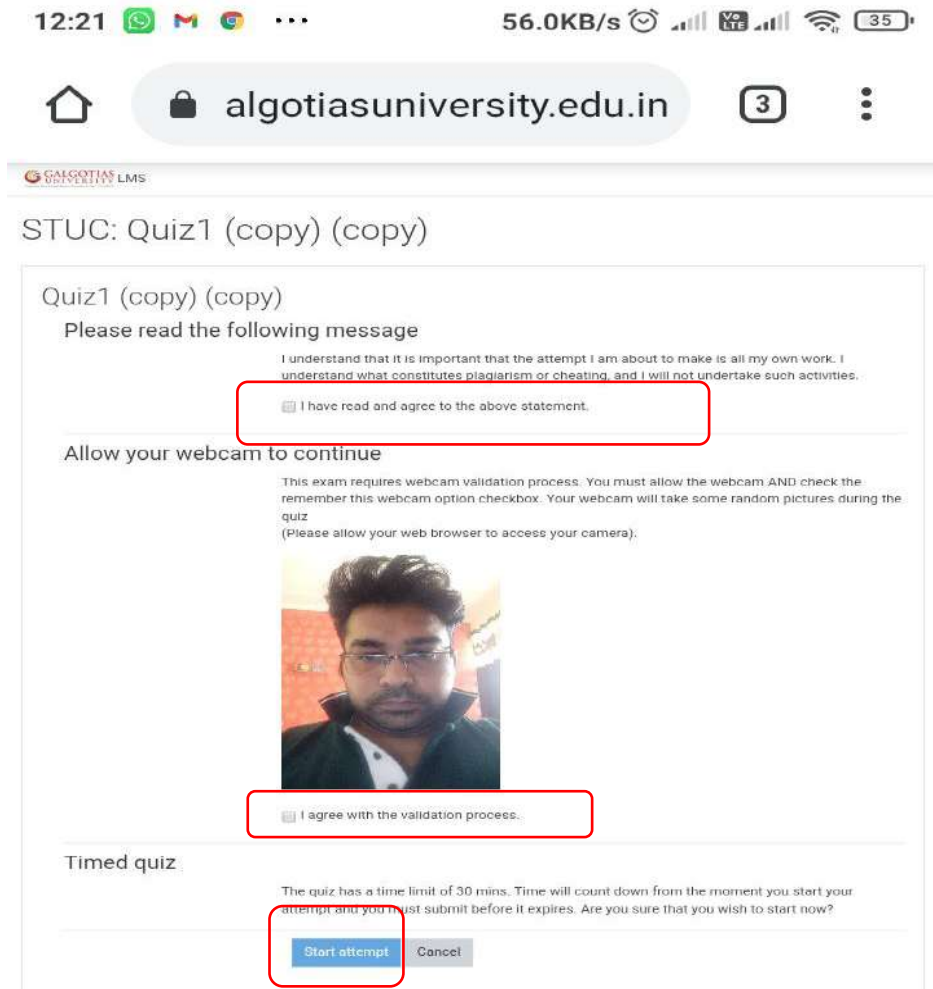 12:21 ... 56.0KB/s Vo LTE 35
algotiasuniversity.edu.in 3
GALGOTIAS UNIVERSITY LMS
STUC: Quiz1 (copy) (copy)
Quiz1 (copy) (copy)
Please read the following message
I understand that it is important that the attempt I am about to make is all my own work. I
understand what constitutes plagiarism or cheating, and I will not undertake such activities.
I have read and agree to the above statement.
Allow your webcam to continue
This exam requires webcam validation process. You must allow the webcam AND check the
remember this webcam option checkbox. Your webcam will take some random pictures during the
quiz
(Please allow your web browser to access your camera).
I agree with the validation process.
Timed quiz
The quiz has a time limit of 30 mins. Time will count down from the moment you start your
attempt and you must submit before it expires. Are you sure that you wish to start now?
Start attempt Cancel